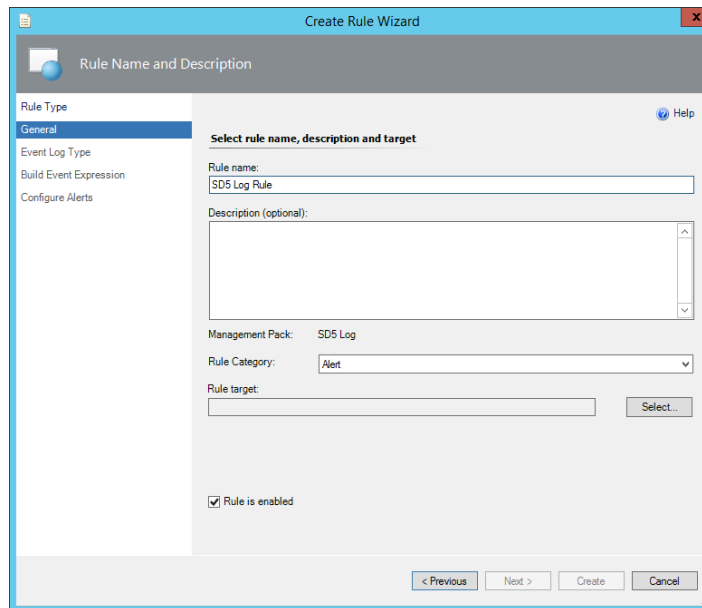 Create Rule Wizard
x
Rule Name and Description
Rule Type
General
Event Log Type
Build Event Expression
Configure Alerts
Help
Select rule name, description and target
Rule name:
SD5 Log Rule
Description (optional):
Management Pack: SD5 Log
Rule Category: Alert
Rule target:
Select...
Rule is enabled
< Previous Next > Create Cancel